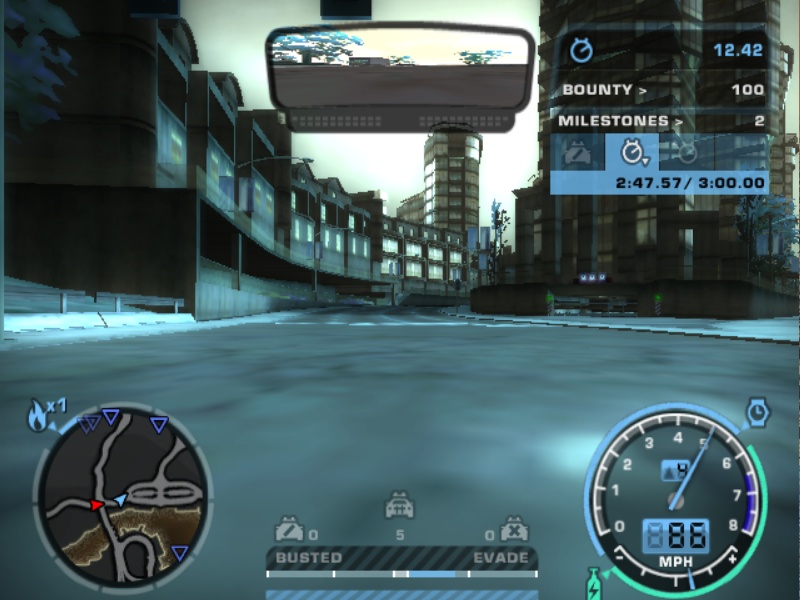 12.42
BOUNTY > 100
MILESTONES > 2
2:47.57/ 3:00.00
x1
0 1 2 3 4 5 6 7 8
4
86
MPH
- +
0 5 0
BUSTED EVADE